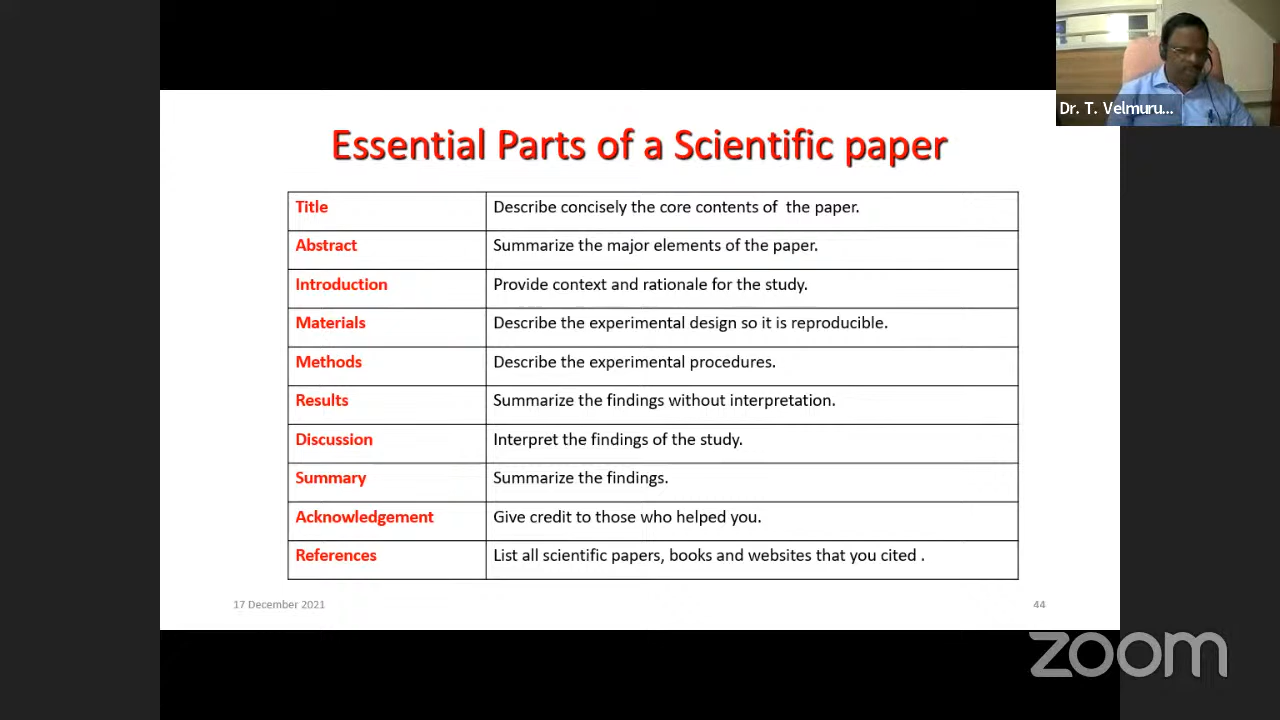 Dr. T. Velmuru...
Essential Parts of a Scientific paper
Title Describe concisely the core contents of the paper.
Abstract Summarize the major elements of the paper.
Introduction Provide context and rationale for the study.
Materials Describe the experimental design so it is reproducible.
Methods Describe the experimental procedures.
Results Summarize the findings without interpretation.
Discussion Interpret the findings of the study.
Summary Summarize the findings.
Acknowledgement Give credit to those who helped you.
References List all scientific papers, books and websites that you cited .
17 December 2021 44
zoom